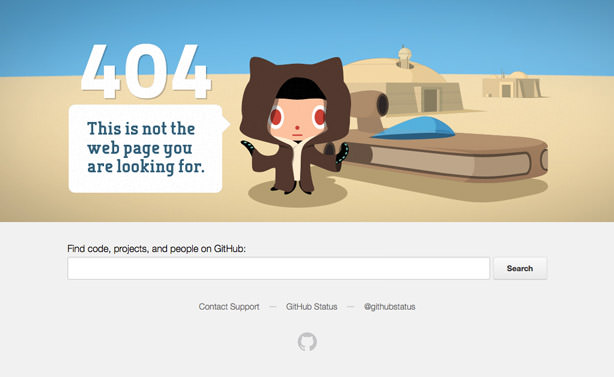 404
This is not the
web page you
are looking for.
Find code, projects, and people on GitHub:
Search
Contact Support — GitHub Status — @githubstatus